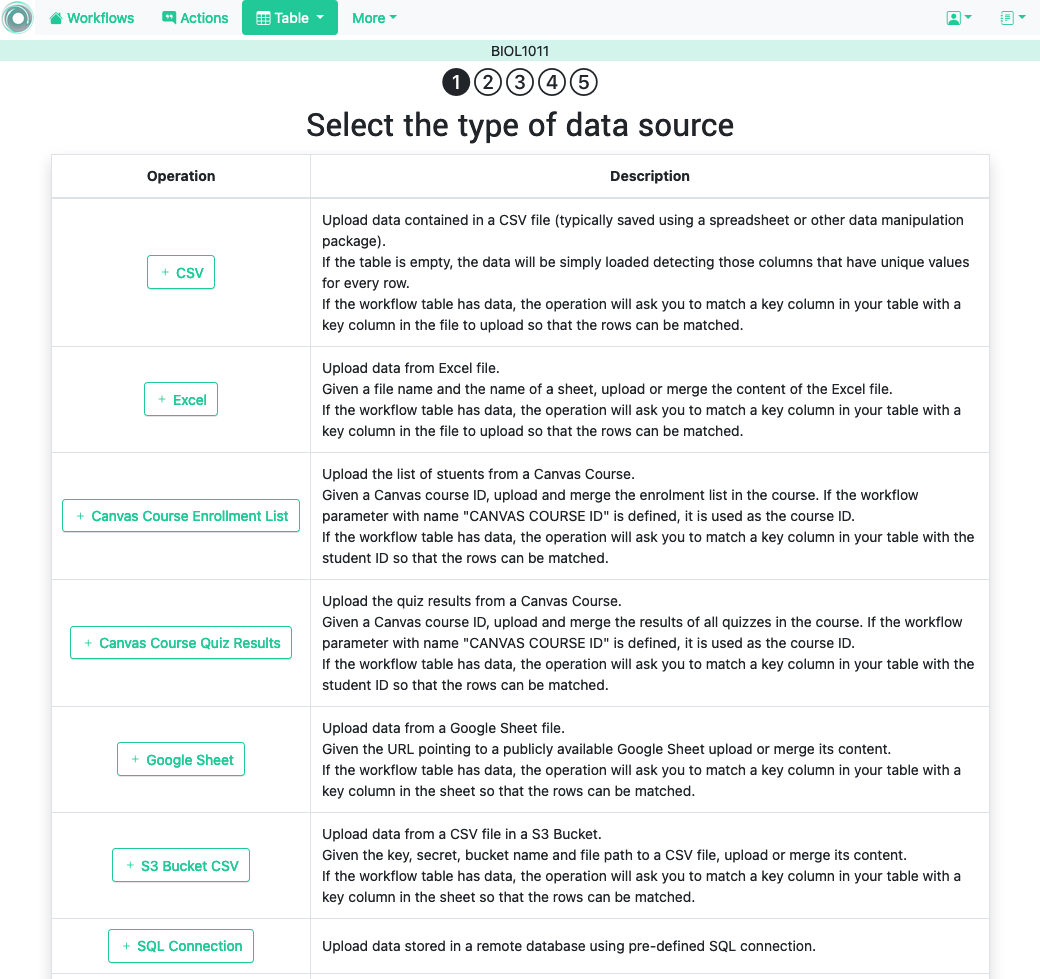 Workflows Actions Table More
BIOL1011
1 2 3 4 5
Select the type of data source
Operation Description
+ CSV
Upload data contained in a CSV file (typically saved using a spreadsheet or other data manipulation
package).
If the table is empty, the data will be simply loaded detecting those columns that have unique values
for every row.
If the workflow table has data, the operation will ask you to match a key column in your table with a
key column in the file to upload so that the rows can be matched.
+ Excel
Upload data from Excel file.
Given a file name and the name of a sheet, upload or merge the content of the Excel file.
If the workflow table has data, the operation will ask you to match a key column in your table with a
key column in the file to upload so that the rows can be matched.
+ Canvas Course Enrollment List
Upload the list of stuents from a Canvas Course.
Given a Canvas course ID, upload and merge the enrolment list in the course. If the workflow
parameter with name "CANVAS COURSE ID" is defined, it is used as the course ID.
If the workflow table has data, the operation will ask you to match a key column in your table with the
student ID so that the rows can be matched.
+ Canvas Course Quiz Results
Upload the quiz results from a Canvas Course.
Given a Canvas course ID, upload and merge the results of all quizzes in the course. If the workflow
parameter with name "CANVAS COURSE ID" is defined, it is used as the course ID.
If the workflow table has data, the operation will ask you to match a key column in your table with the
student ID so that the rows can be matched.
+ Google Sheet
Upload data from a Google Sheet file.
Given the URL pointing to a publicly available Google Sheet upload or merge its content.
If the workflow table has data, the operation will ask you to match a key column in your table with a
key column in the sheet so that the rows can be matched.
+ S3 Bucket CSV
Upload data from a CSV file in a S3 Bucket.
Given the key, secret, bucket name and file path to a CSV file, upload or merge its content.
If the workflow table has data, the operation will ask you to match a key column in your table with a
key column in the sheet so that the rows can be matched.
+ SQL Connection
Upload data stored in a remote database using pre-defined SQL connection.